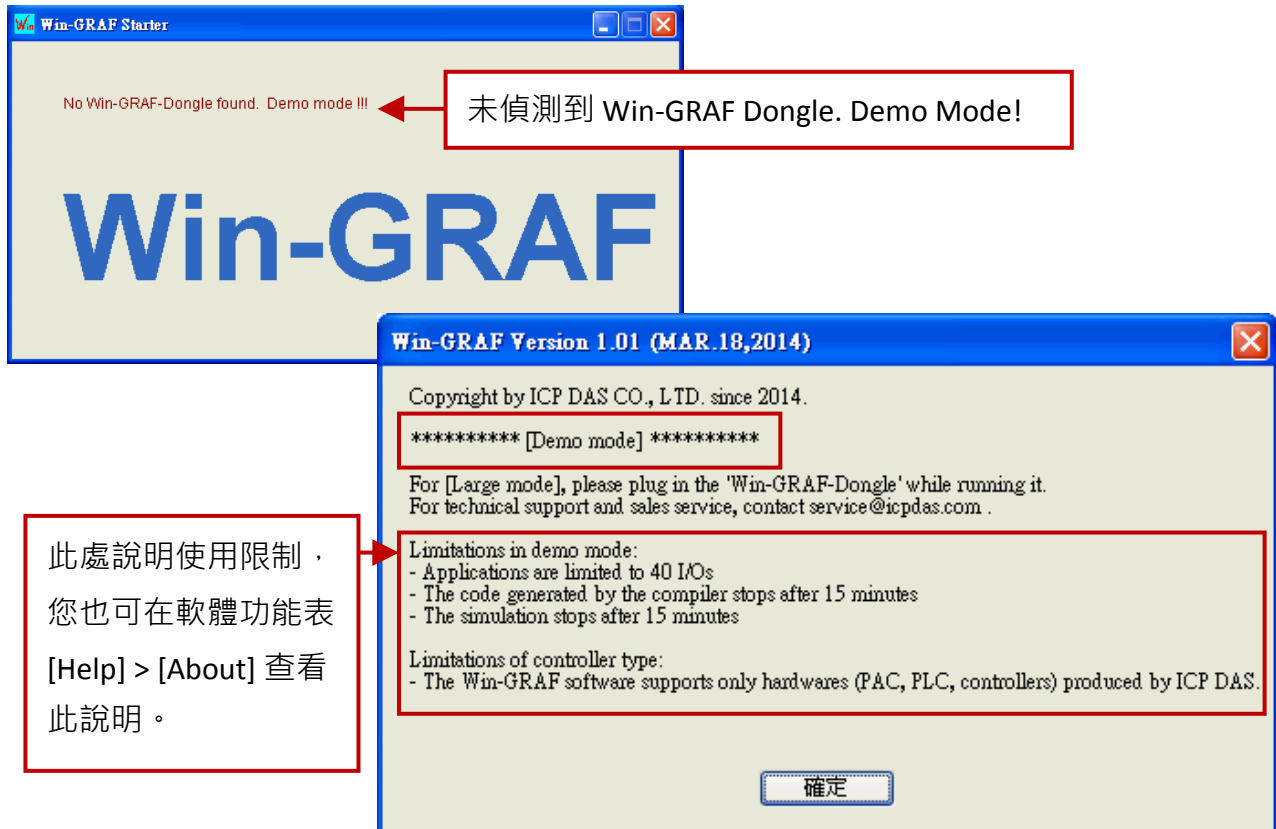 Win-GRAF Starter
No Win-GRAF-Dongle found. Demo mode !!!
未偵測到 Win-GRAF Dongle. Demo Mode!
Win-GRAF
Win-GRAF Version 1.01 (MAR.18,2014)
Copyright by ICP DAS CO., LTD. since 2014.
********** [Demo mode] **********
For [Large mode], please plug in the 'Win-GRAF-Dongle' while running it.
For technical support and sales service, contact service@icpdas.com .
此處說明使用限制，
您也可在軟體功能表
[Help] > [About] 查看
此說明。
Limitations in demo mode:
- Applications are limited to 40 I/Os
- The code generated by the compiler stops after 15 minutes
- The simulation stops after 15 minutes
Limitations of controller type:
- The Win-GRAF software supports only hardwares (PAC, PLC, controllers) produced by ICP DAS.
確定